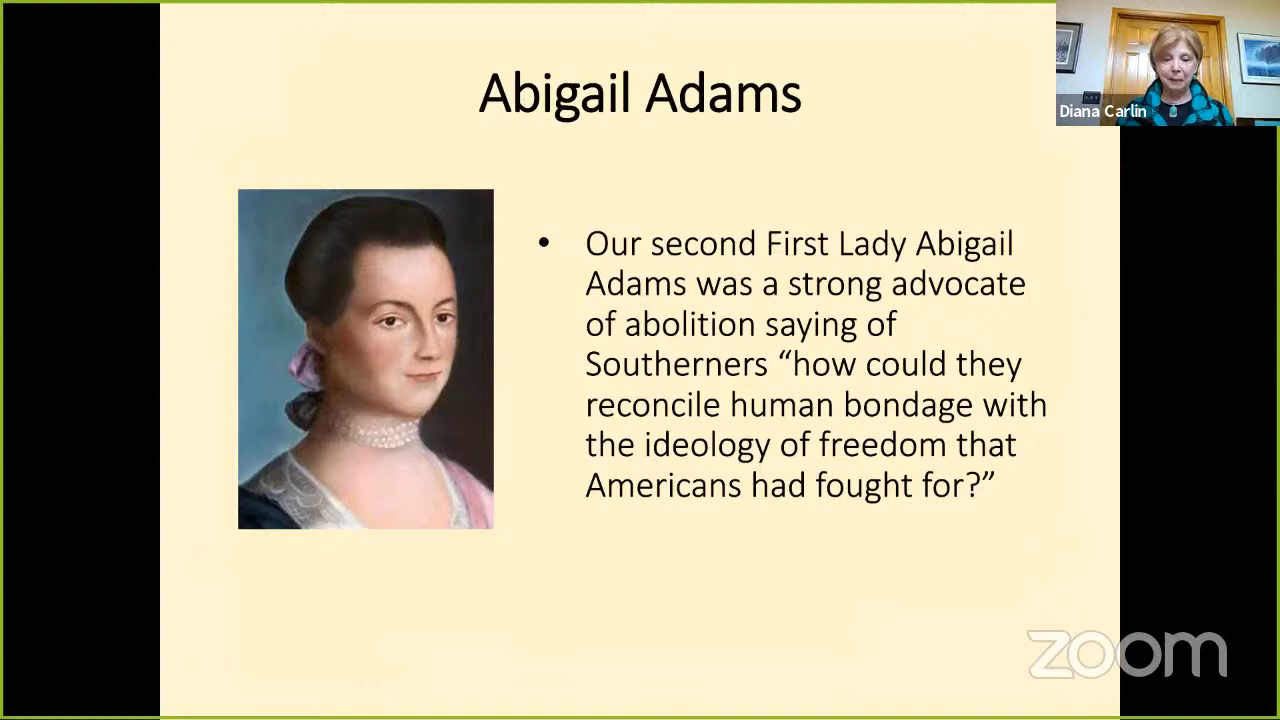 Abigail Adams
Diana Carlin
• Our second First Lady Abigail
Adams was a strong advocate
of abolition saying of
Southerners “how could they
reconcile human bondage with
the ideology of freedom that
Americans had fought for?”
zoom